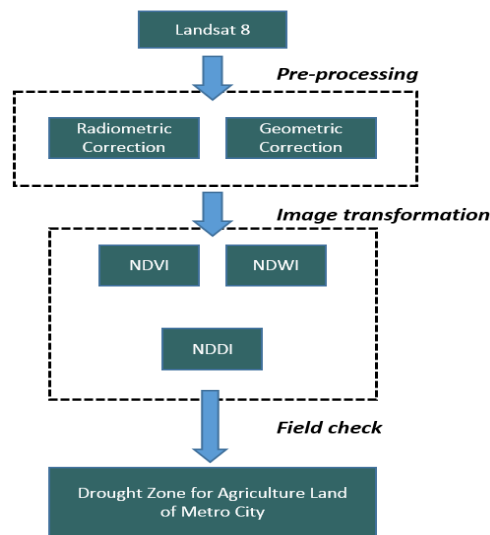 Landsat 8
Pre-processing
Radiometric
Correction
Geometric
Correction
Image transformation
NDVI
NDWI
NDDI
Field check
Drought Zone for Agriculture Land
of Metro City